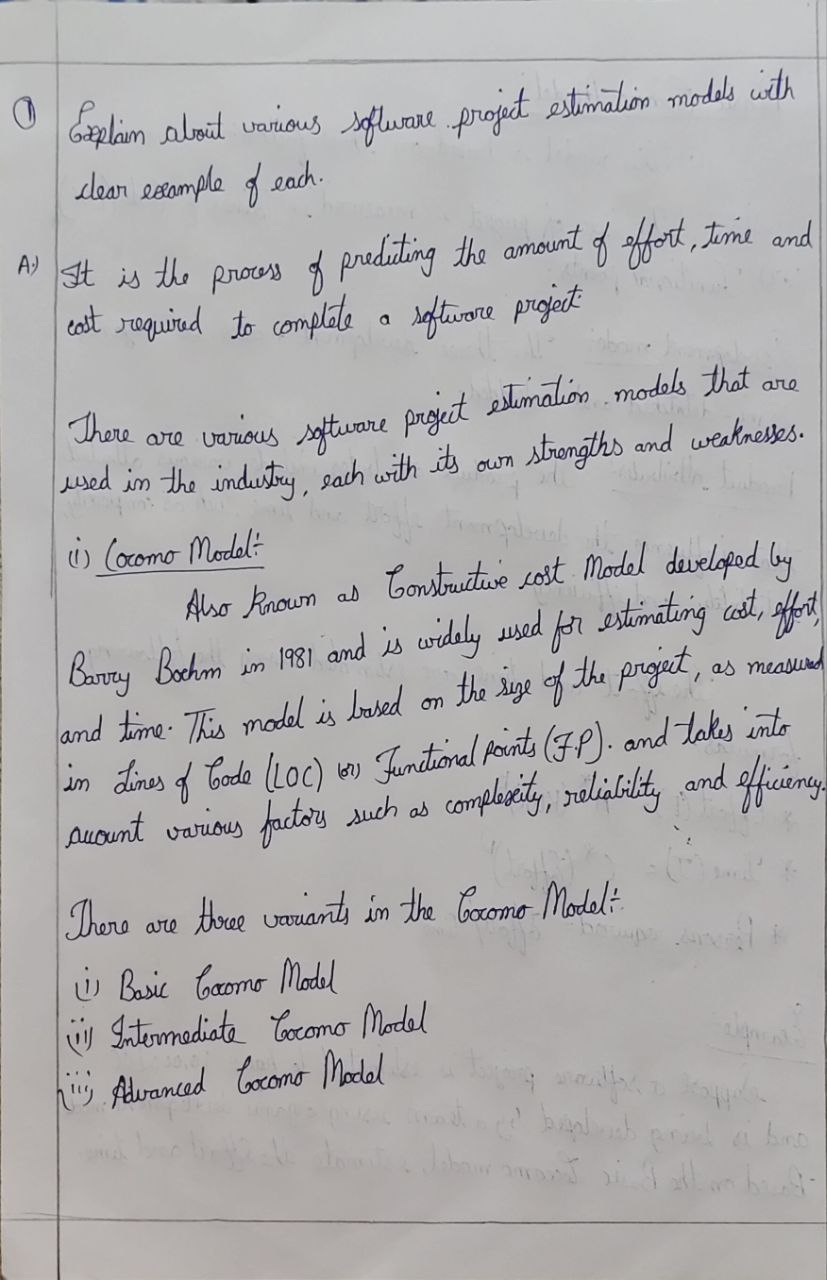 ① Explain about various software project estimation models with
clear example of each.
A:) It is the process of predicting the amount of effort, time and
cost required to complete a software project.
There are various software project estimation models that are
used in the industry, each with its own strengths and weaknesses.
(i) Cocomo Model:-
Also known as Constructive cost Model developed by
Barry Boehm in 1981 and is widely used for estimating cost, effort,
and time. This model is based on the size of the project, as measured
in Lines of Code (LOC) (or) Functional points (F.P). and takes into
account various factors such as complexity, reliability and efficiency.
There are three variants in the Cocomo Model:-
(i) Basic Cocomo Model
(ii) Intermediate Cocomo Model
(iii) Advanced Cocomo Model